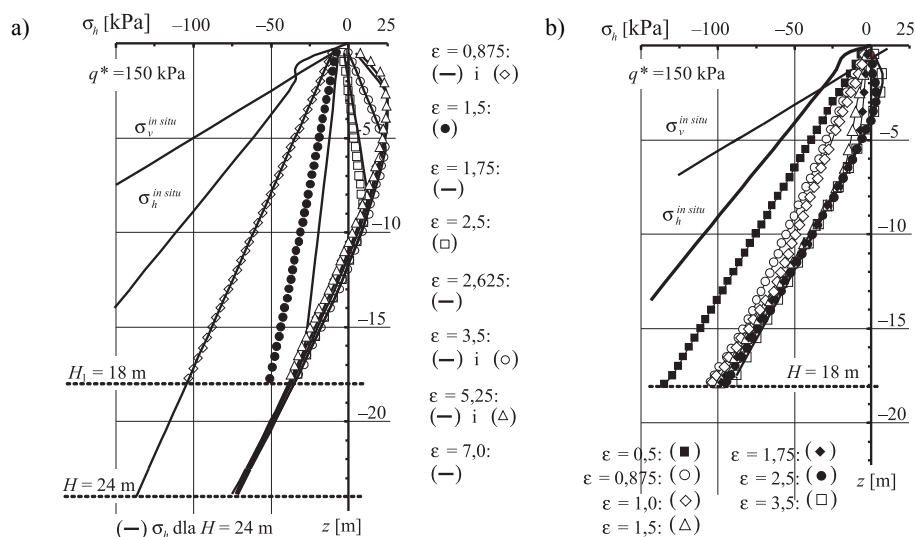 a)
σh [kPa] −100 −50 0 25
q* =150 kPa
σv in situ
σh in situ
−5
−10
−15
−20
H1 = 18 m
H = 24 m
z [m]
(—) σh dla H = 24 m
ε = 0,875:
(—) i (◇)
ε = 1,5:
(●)
ε = 1,75:
(—)
ε = 2,5:
(□)
ε = 2,625:
(—)
ε = 3,5:
(—) i (○)
ε = 5,25:
(—) i (△)
ε = 7,0:
(—)
b)
σh [kPa]
−100 −50 0 25
q* =150 kPa
σv in situ
σh in situ
−5
−10
−15
H = 18 m
−20
ε = 0,5: (■) ε = 1,75: (◆)
ε = 0,875: (○) ε = 2,5: (●)
ε = 1,0: (◇) ε = 3,5: (□)
ε = 1,5: (△)
z [m]